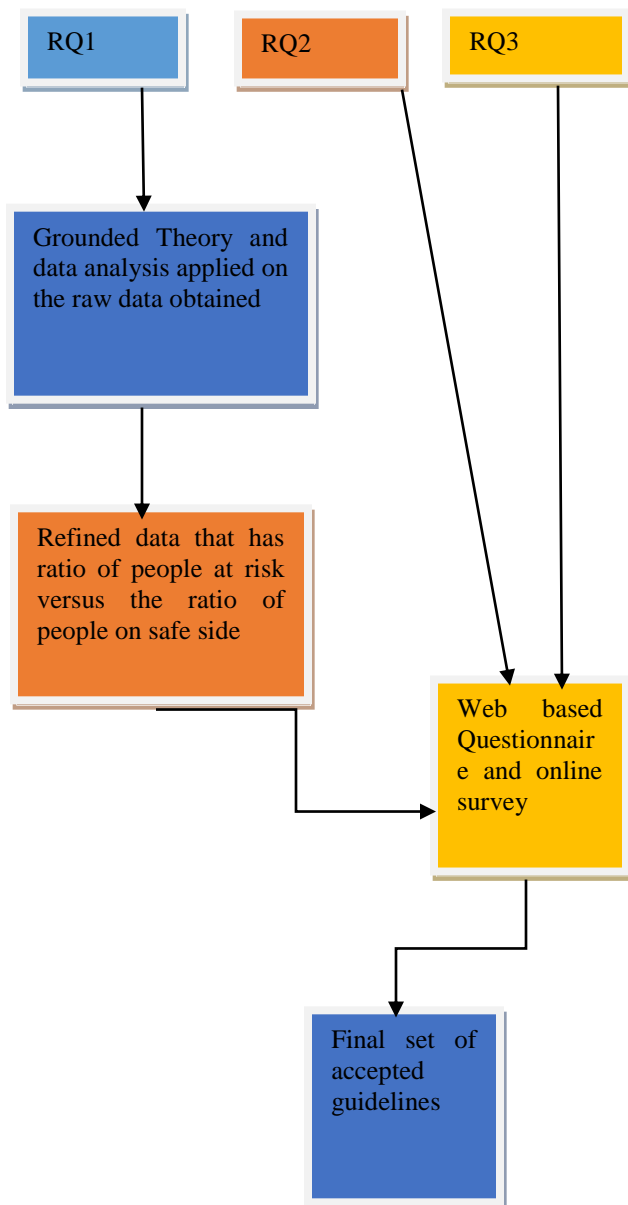 RQ1
RQ2
RQ3
Grounded Theory and
data analysis applied on
the raw data obtained
Refined data that has
ratio of people at risk
versus the ratio of
people on safe side
Web based
Questionnair
e and online
survey
Final set of
accepted
guidelines